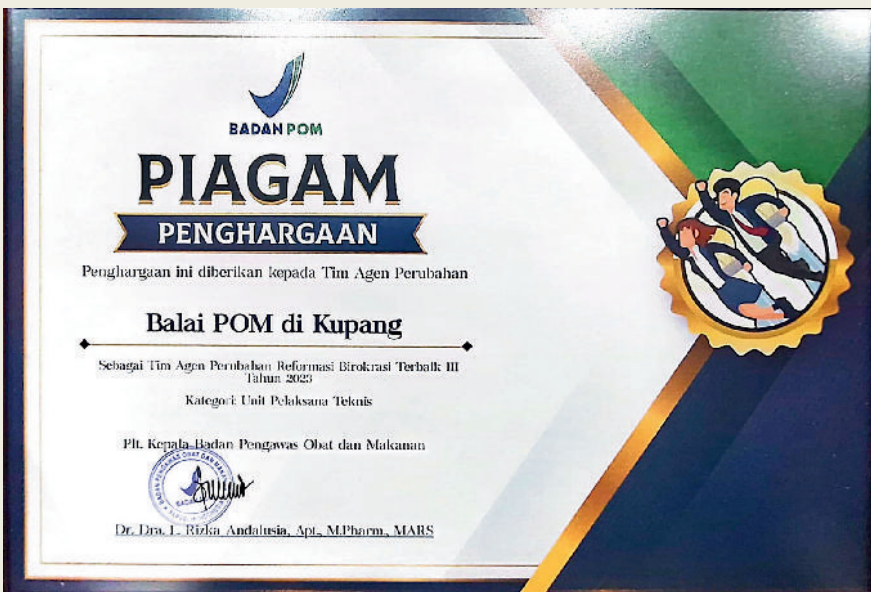 BADAN POM
PIAGAM
PENGHARGAAN
Penghargaan ini diberikan kepada Tim Agen Perubahan
Balai POM di Kupang
Sebagai Tim Agen Perubahan Reformasi Birokrasi Terbaik III
Tahun 2023
Kategori: Unit Pelaksana Teknis
Plt. Kepala Badan Pengawas Obat dan Makanan
Dr. Dra. L. Rizka Andalusia, Apt., M.Pharm., MARS